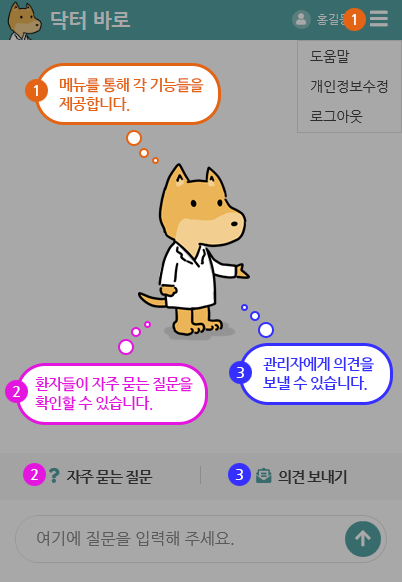 닥터 바로
홍길동
1
도움말
개인정보수정
로그아웃
1
메뉴를 통해 각 기능들을
제공합니다.
2
환자들이 자주 묻는 질문을
확인할 수 있습니다.
3
관리자에게 의견을
보낼 수 있습니다.
2 ? 자주 묻는 질문
3 의견 보내기
여기에 질문을 입력해 주세요.